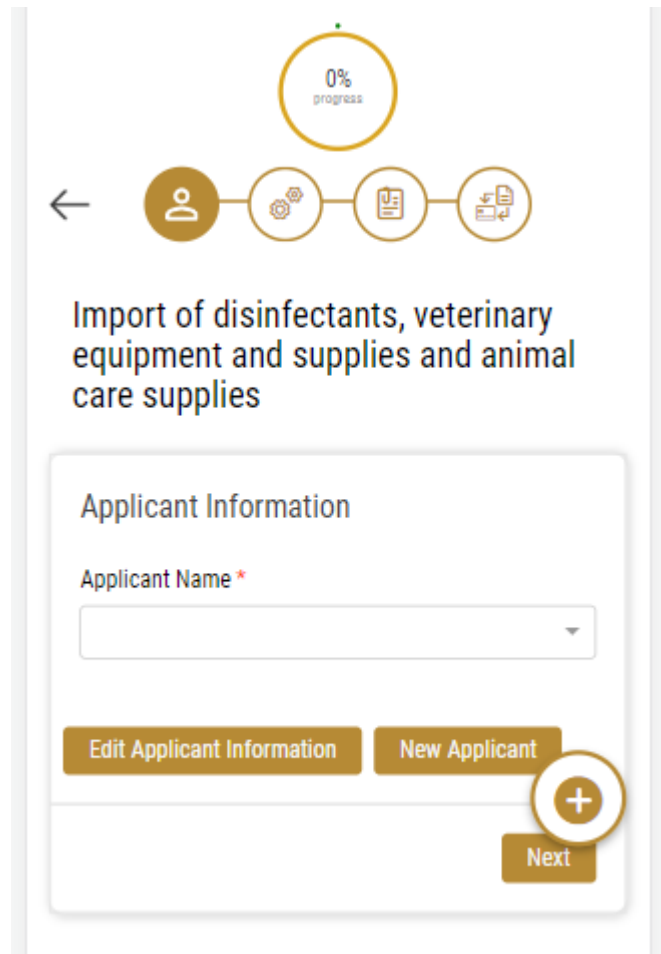 0%
progress
Import of disinfectants, veterinary
equipment and supplies and animal
care supplies
Applicant Information
Applicant Name *
Edit Applicant Information
New Applicant
Next